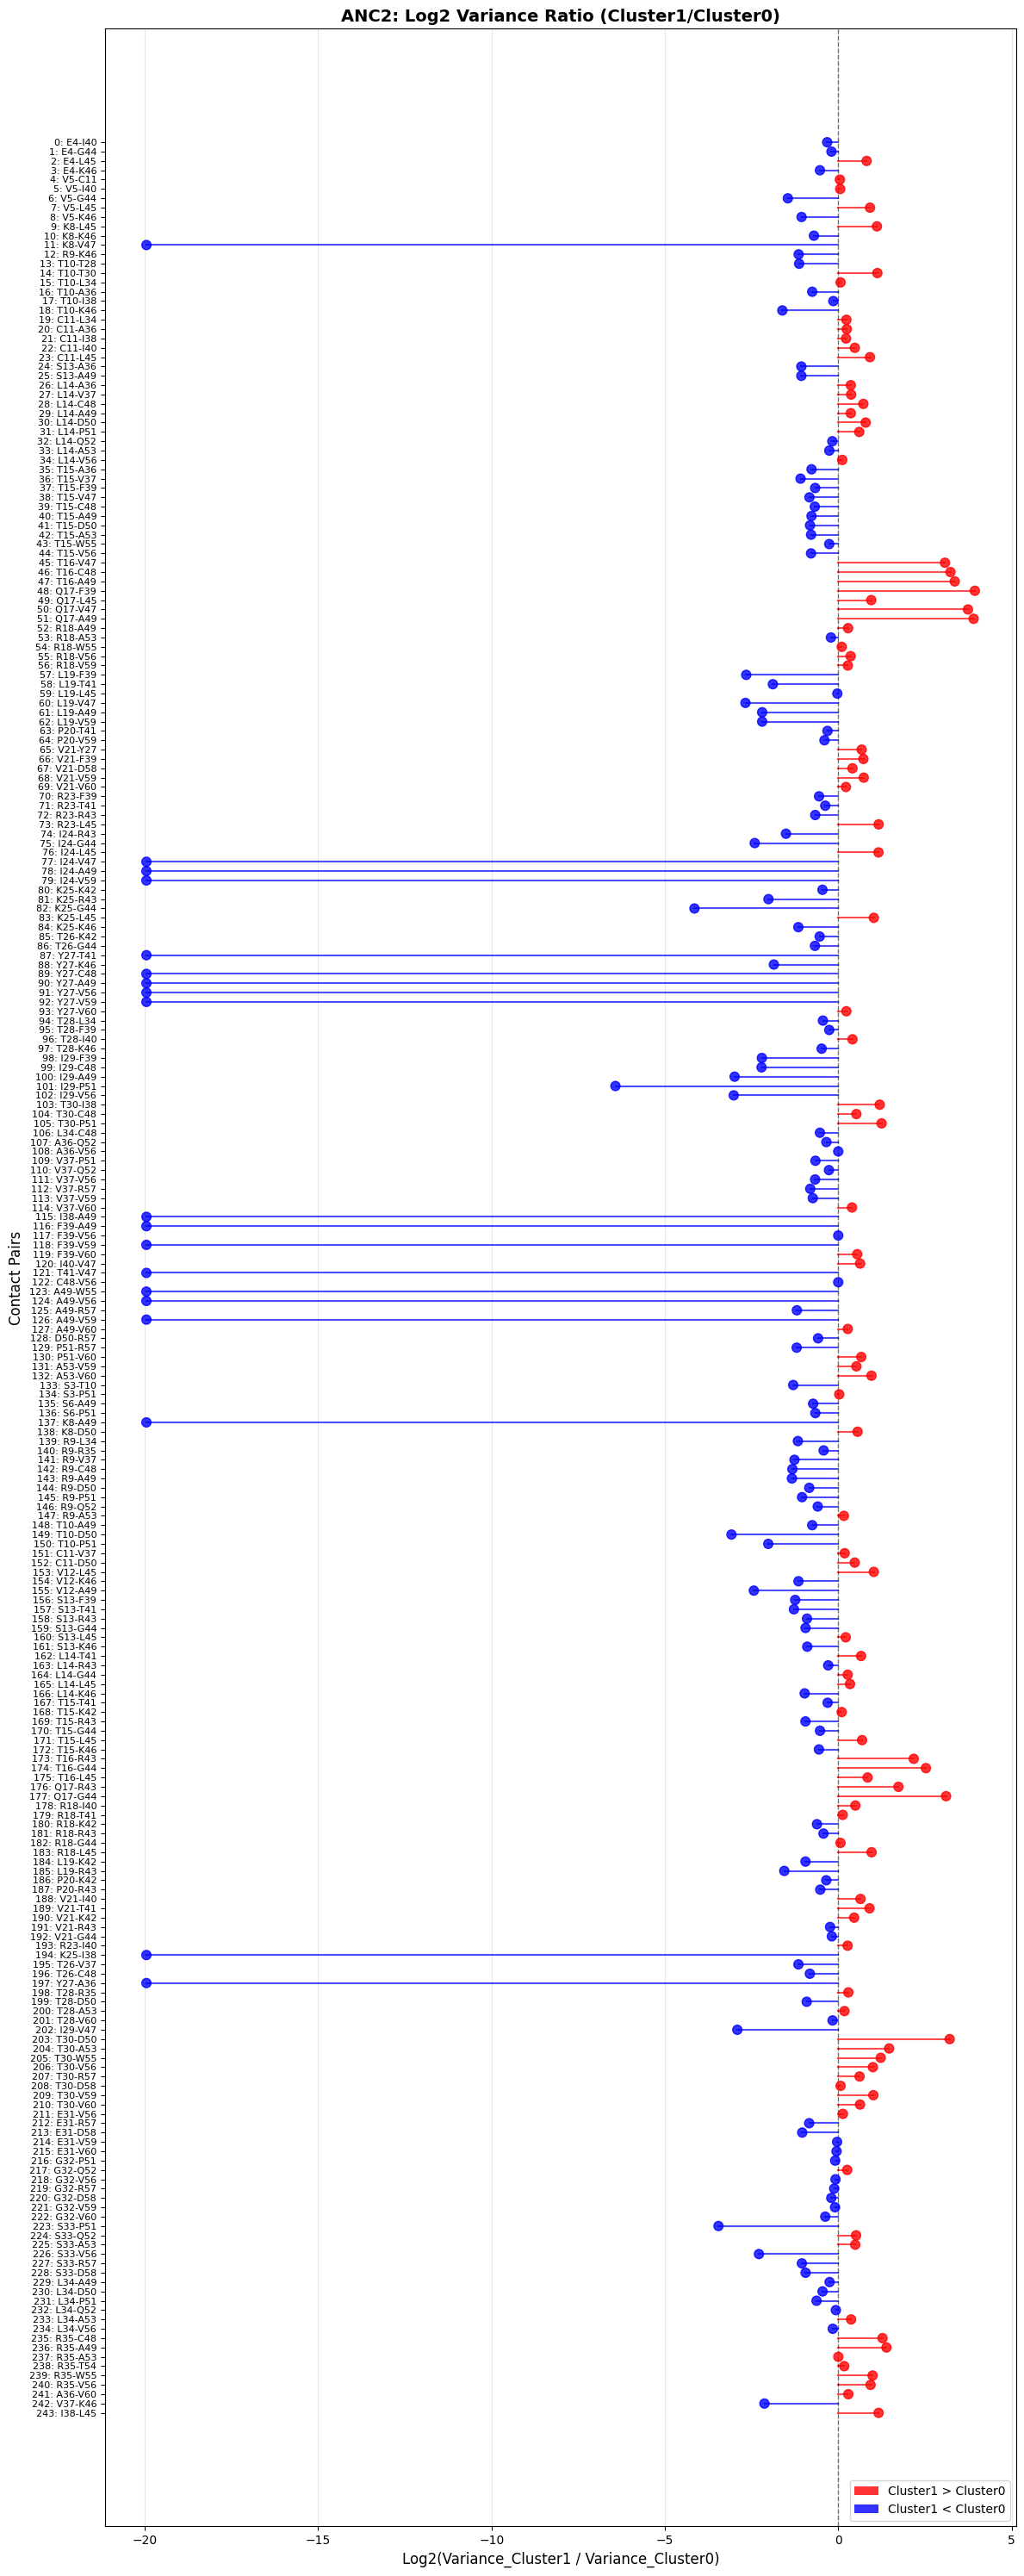 ANC2: Log2 Variance Ratio (Cluster1/Cluster0)
0: E4-I40
1: E4-G44
2: E4-L45
3: E4-K46
4: V5-C11
5: V5-I40
6: V5-G44
7: V5-L45
8: V5-K46
9: K8-L45
10: K8-K46
11: K8-V47
12: R9-K46
13: T10-T28
14: T10-T30
15: T10-L34
16: T10-A36
17: T10-I38
18: T10-K46
19: C11-L34
20: C11-A36
21: C11-I38
22: C11-I40
23: C11-L45
24: S13-A36
25: S13-A49
26: L14-A36
27: L14-V37
28: L14-C48
29: L14-A49
30: L14-D50
31: L14-P51
32: L14-Q52
33: L14-A53
34: L14-V56
35: T15-A36
36: T15-V37
37: T15-F39
38: T15-V47
39: T15-C48
40: T15-A49
41: T15-D50
42: T15-A53
43: T15-W55
44: T15-V56
45: T16-V47
46: T16-C48
47: T16-A49
48: Q17-F39
49: Q17-L45
50: Q17-V47
51: Q17-A49
52: R18-A49
53: R18-A53
54: R18-W55
55: R18-V56
56: R18-V59
57: L19-F39
58: L19-T41
59: L19-L45
60: L19-V47
61: L19-A49
62: L19-V59
63: P20-T41
64: P20-V59
65: V21-Y27
66: V21-F39
67: V21-D58
68: V21-V59
69: V21-V60
70: R23-F39
71: R23-T41
72: R23-R43
73: R23-L45
74: I24-R43
75: I24-G44
76: I24-L45
77: I24-V47
78: I24-A49
79: I24-V59
80: K25-K42
81: K25-R43
82: K25-G44
83: K25-L45
84: K25-K46
85: T26-K42
86: T26-G44
87: Y27-T41
88: Y27-K46
89: Y27-C48
90: Y27-A49
91: Y27-V56
92: Y27-V59
93: Y27-V60
94: T28-L34
95: T28-F39
96: T28-I40
97: T28-K46
98: I29-F39
99: I29-C48
100: I29-A49
101: I29-P51
102: I29-V56
103: T30-I38
104: T30-C48
105: T30-P51
106: L34-C48
107: A36-Q52
108: A36-V56
109: V37-P51
110: V37-Q52
111: V37-V56
112: V37-R57
113: V37-V59
114: V37-V60
115: I38-A49
116: F39-A49
117: F39-V56
118: F39-V59
119: F39-V60
120: I40-V47
121: T41-V47
122: C48-V56
123: A49-W55
124: A49-V56
125: A49-R57
126: A49-V59
127: A49-V60
128: D50-R57
129: P51-R57
130: P51-V60
131: A53-V59
132: A53-V60
133: S3-T10
134: S3-P51
135: S6-A49
136: S6-P51
137: K8-A49
138: K8-D50
139: R9-L34
140: R9-R35
141: R9-V37
142: R9-C48
143: R9-A49
144: R9-D50
145: R9-P51
146: R9-Q52
147: R9-A53
148: T10-A49
149: T10-D50
150: T10-P51
151: C11-V37
152: C11-D50
153: V12-L45
154: V12-K46
155: V12-A49
156: S13-F39
157: S13-T41
158: S13-R43
159: S13-G44
160: S13-L45
161: S13-K46
162: L14-T41
163: L14-R43
164: L14-G44
165: L14-L45
166: L14-K46
167: T15-T41
168: T15-K42
169: T15-R43
170: T15-G44
171: T15-L45
172: T15-K46
173: T16-R43
174: T16-G44
175: T16-L45
176: Q17-R43
177: Q17-G44
178: R18-I40
179: R18-T41
180: R18-K42
181: R18-R43
182: R18-G44
183: R18-L45
184: L19-K42
185: L19-R43
186: P20-K42
187: P20-R43
188: V21-I40
189: V21-T41
190: V21-K42
191: V21-R43
192: V21-G44
193: R23-I40
194: K25-I38
195: T26-V37
196: T26-C48
197: Y27-A36
198: T28-R35
199: T28-D50
200: T28-A53
201: T28-V60
202: I29-V47
203: T30-D50
204: T30-A53
205: T30-W55
206: T30-V56
207: T30-R57
208: T30-D58
209: T30-V59
210: T30-V60
211: E31-V56
212: E31-R57
213: E31-D58
214: E31-V59
215: E31-V60
216: G32-P51
217: G32-Q52
218: G32-V56
219: G32-R57
220: G32-D58
221: G32-V59
222: G32-V60
223: S33-P51
224: S33-Q52
225: S33-A53
226: S33-V56
227: S33-R57
228: S33-D58
229: L34-A49
230: L34-D50
231: L34-P51
232: L34-Q52
233: L34-A53
234: L34-V56
235: R35-C48
236: R35-A49
237: R35-A53
238: R35-T54
239: R35-W55
240: R35-V56
241: A36-V60
242: V37-K46
243: I38-L45
Contact Pairs
Cluster1 > Cluster0
Cluster1 < Cluster0
−20 −15 −10 −5 0 5
Log2(Variance_Cluster1 / Variance_Cluster0)